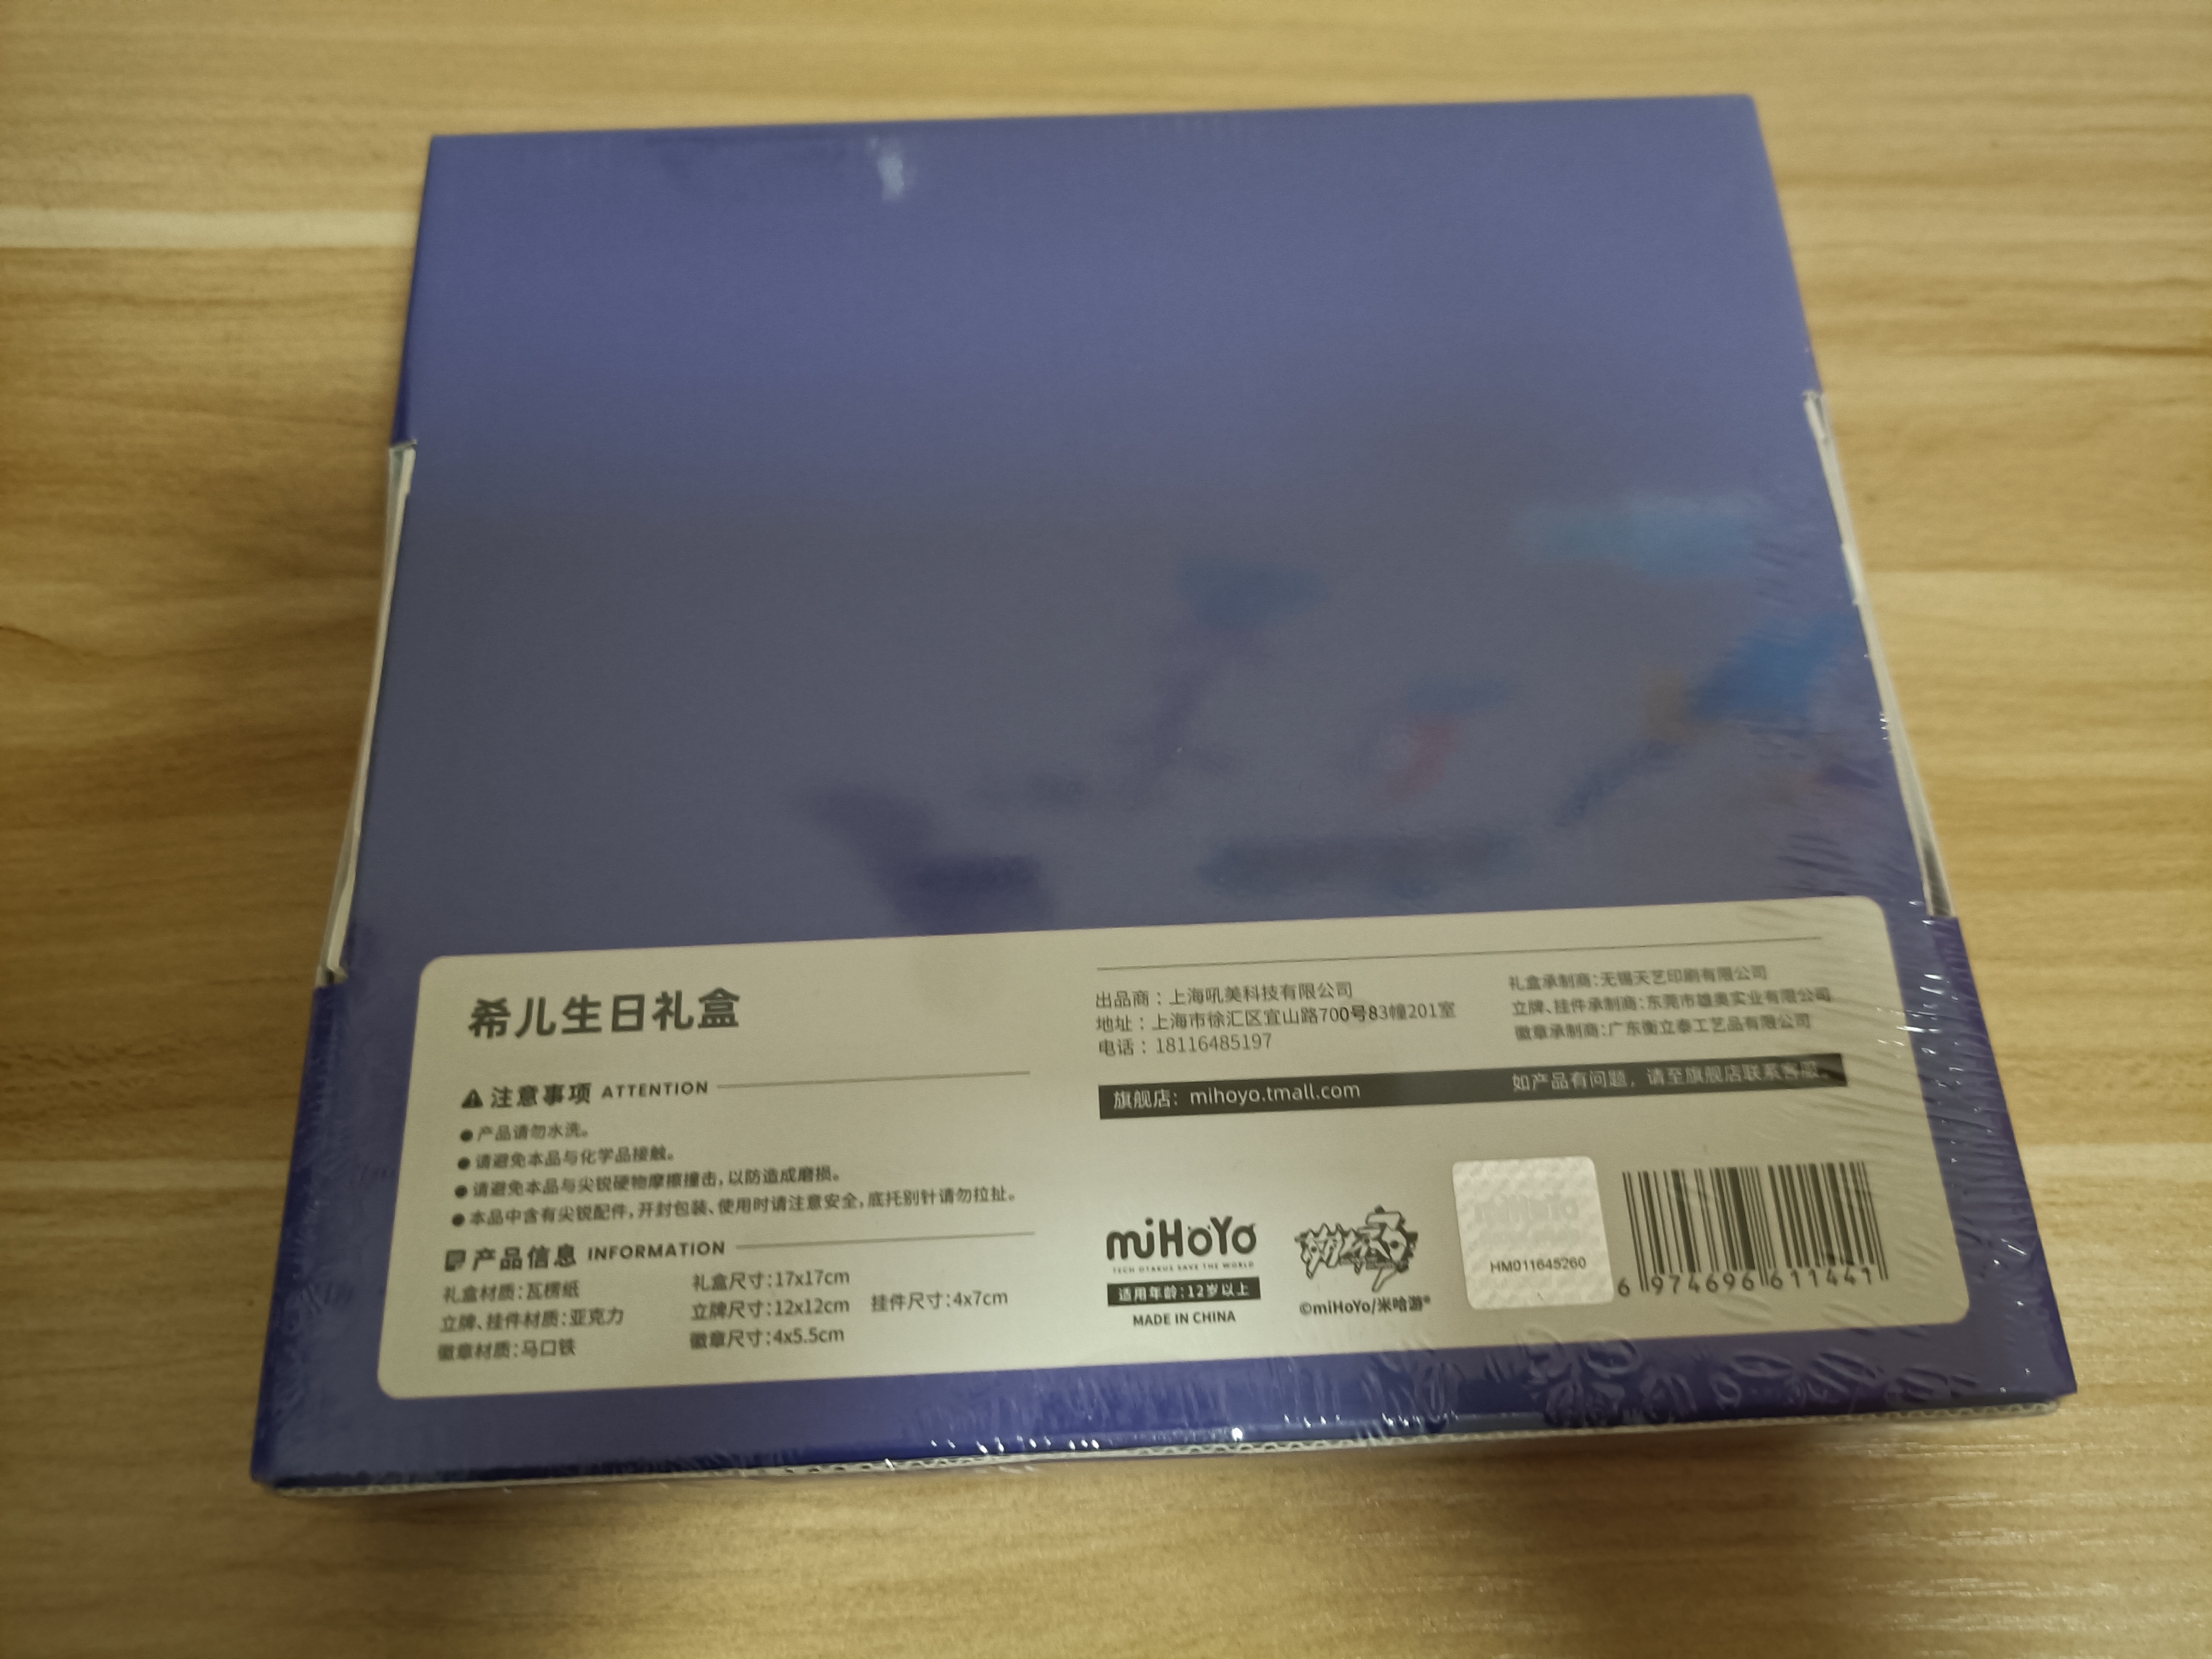 希儿生日礼盒
注意事项 ATTENTION
●产品请勿水洗。
●请避免本品与化学品接触。
●请避免本品与尖锐硬物摩擦撞击，以防造成磨损。
●本品中含有尖锐配件，开封包装、使用时请注意安全，底托别针请勿拉扯。
产品信息 INFORMATION
礼盒材质：瓦楞纸
立牌、挂件材质：亚克力
徽章材质：马口铁
礼盒尺寸：17x17cm
立牌尺寸：12x12cm 挂件尺寸：4x7cm
徽章尺寸：4x5.5cm
出品商：上海吼美科技有限公司
地址：上海市徐汇区宜山路700号83幢201室
电话：18116485197
礼盒承制商：无锡天艺印刷有限公司
立牌、挂件承制商：东莞市雄奥实业有限公司
徽章承制商：广东衡立泰工艺品有限公司
旗舰店：mihoyo.tmall.com
如产品有问题，请至旗舰店联系客服。
miHoYo
TECH OTAKUS SAVE THE WORLD
适用年龄：12岁以上
MADE IN CHINA
崩坏3
©miHoYo/米哈游®
miHoYo
HM011645260
6 974696 611441